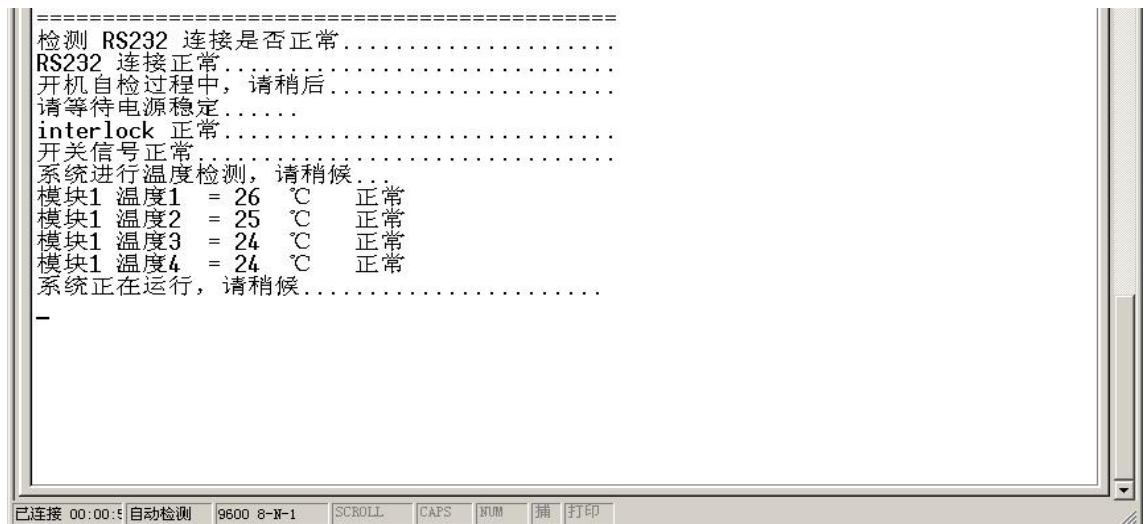 ==========================================
检测 RS232 连接是否正常.....................
RS232 连接正常..............................
开机自检过程中，请稍后......................
请等待电源稳定......
interlock 正常..............................
开关信号正常................................
系统进行温度检测，请稍候...
模块1 温度1  = 26  ℃   正常
模块1 温度2  = 25  ℃   正常
模块1 温度3  = 24  ℃   正常
模块1 温度4  = 24  ℃   正常
系统正在运行，请稍候.......................
_
已连接 00:00:5 自动检测 9600 8-N-1 SCROLL CAPS NUM 捕 打印